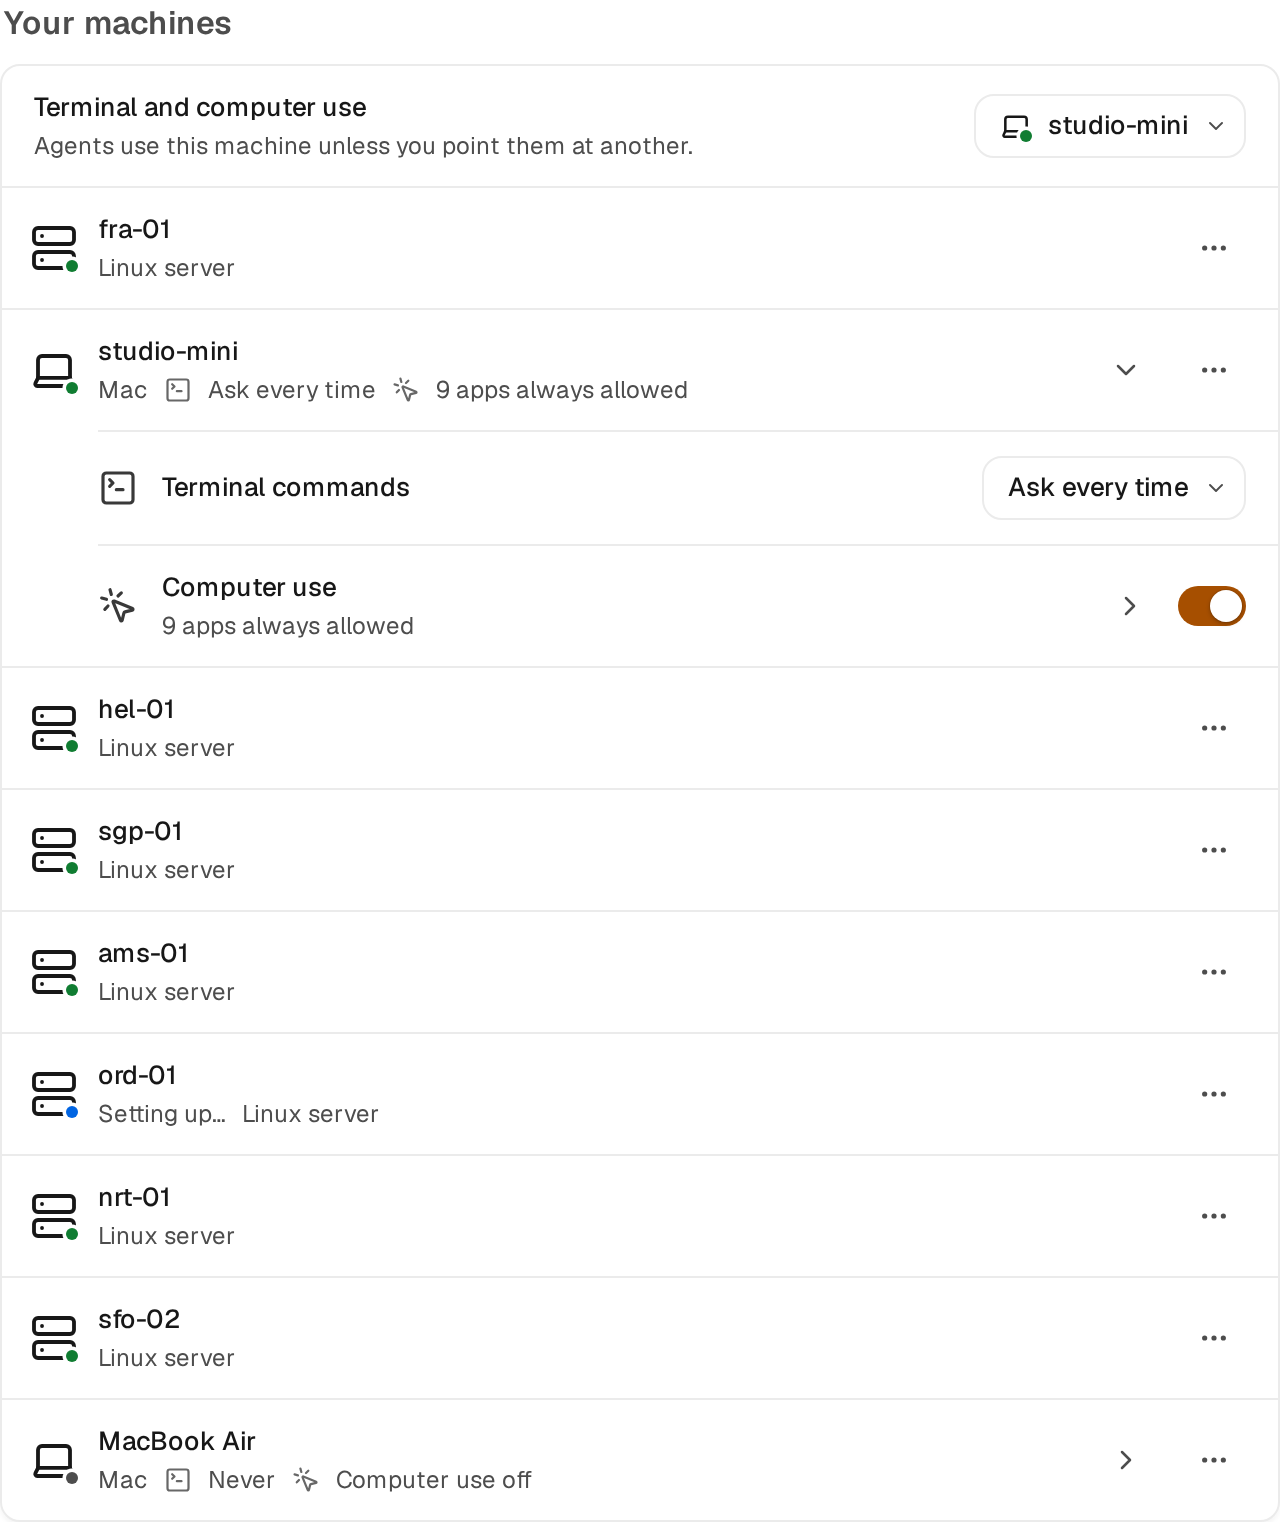 Your machines
Terminal and computer use
Agents use this machine unless you point them at another.
studio-mini
fra-01
Linux server
studio-mini
Mac Ask every time 9 apps always allowed
Terminal commands
Ask every time
Computer use
9 apps always allowed
hel-01
Linux server
sgp-01
Linux server
ams-01
Linux server
ord-01
Setting up… Linux server
nrt-01
Linux server
sfo-02
Linux server
MacBook Air
Mac Never Computer use off